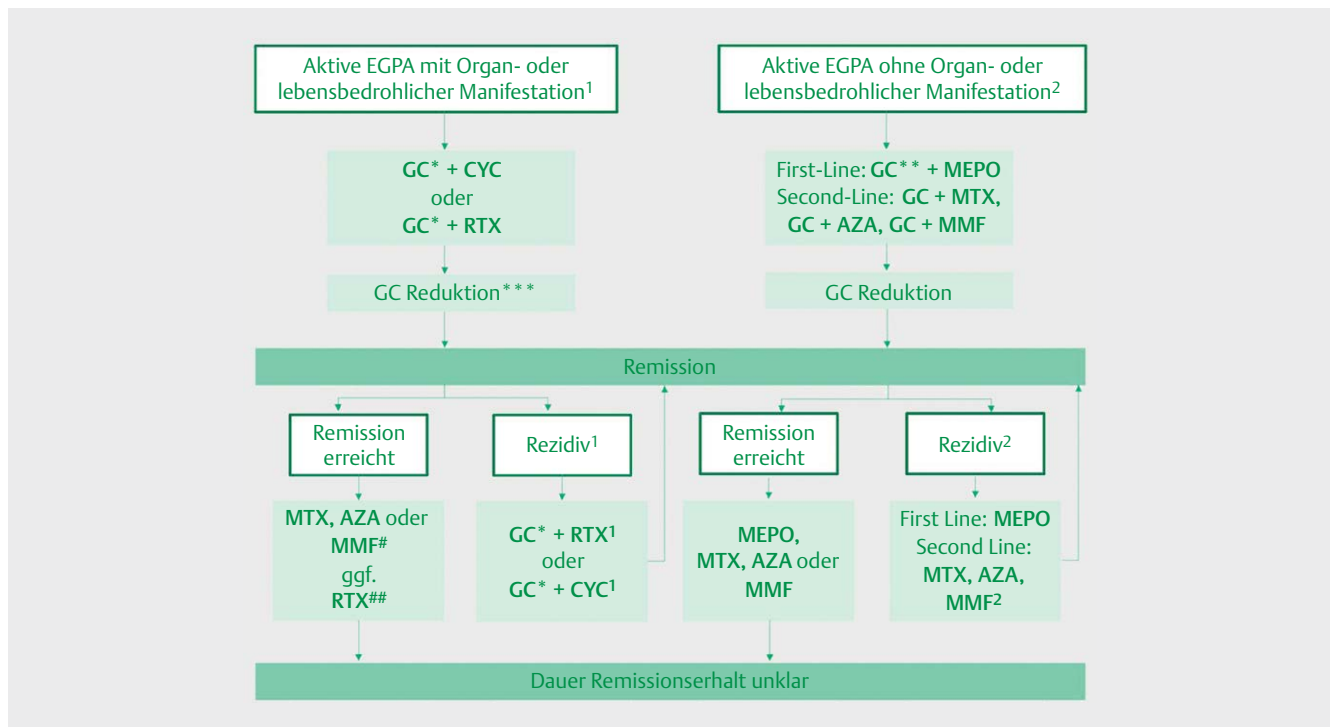 Aktive EGPA mit Organ- oder
lebensbedrohlicher Manifestation¹
Aktive EGPA ohne Organ- oder
lebensbedrohlicher Manifestation²
GC* + CYC
oder
GC* + RTX
First-Line: GC** + MEPO
Second-Line: GC + MTX,
GC + AZA, GC + MMF
GC Reduktion***
GC Reduktion
Remission
Remission
erreicht
Rezidiv¹
Remission
erreicht
Rezidiv²
MTX, AZA oder
MMF#
ggf.
RTX##
GC* + RTX¹
oder
GC* + CYC¹
MEPO,
MTX, AZA oder
MMF
First Line: MEPO
Second Line:
MTX, AZA,
MMF²
Dauer Remissionserhalt unklar